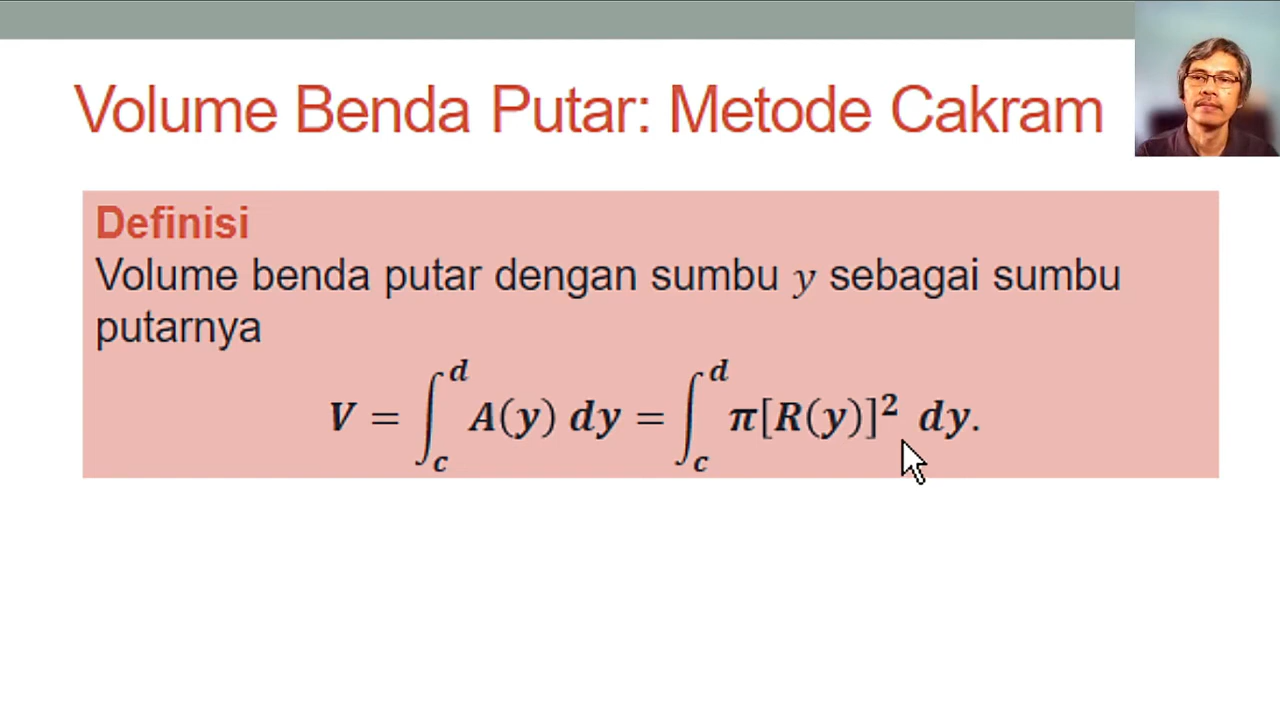 Volume Benda Putar: Metode Cakram
Definisi
Volume benda putar dengan sumbu y sebagai sumbu
putarnya
V = ∫_c^d A(y) dy = ∫_c^d π[R(y)]² dy.